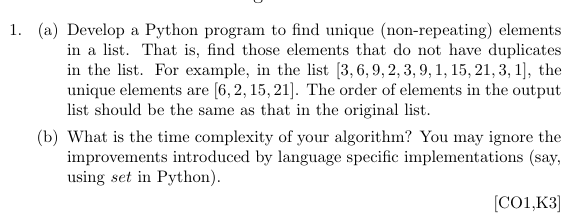 1. (a) Develop a Python program to find unique (non-repeating) elements
in a list. That is, find those elements that do not have duplicates
in the list. For example, in the list [3, 6, 9, 2, 3, 9, 1, 15, 21, 3, 1], the
unique elements are [6, 2, 15, 21]. The order of elements in the output
list should be the same as that in the original list.
(b) What is the time complexity of your algorithm? You may ignore the
improvements introduced by language specific implementations (say,
using set in Python).
[CO1,K3]